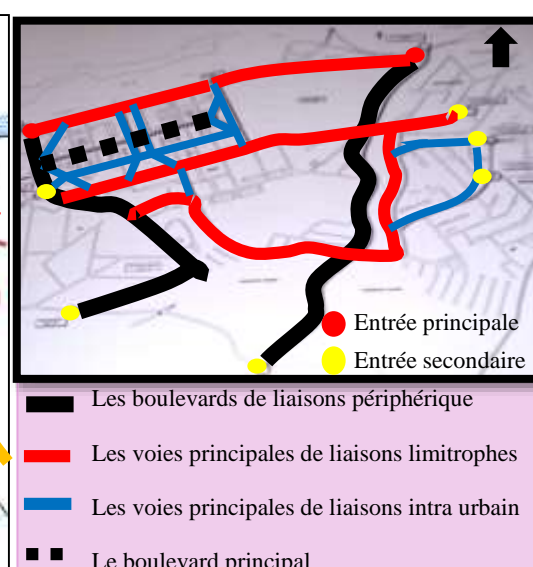 Entrée principale
Entrée secondaire
Les boulevards de liaisons périphérique
Les voies principales de liaisons limitrophes
Les voies principales de liaisons intra urbain
Le boulevard principal